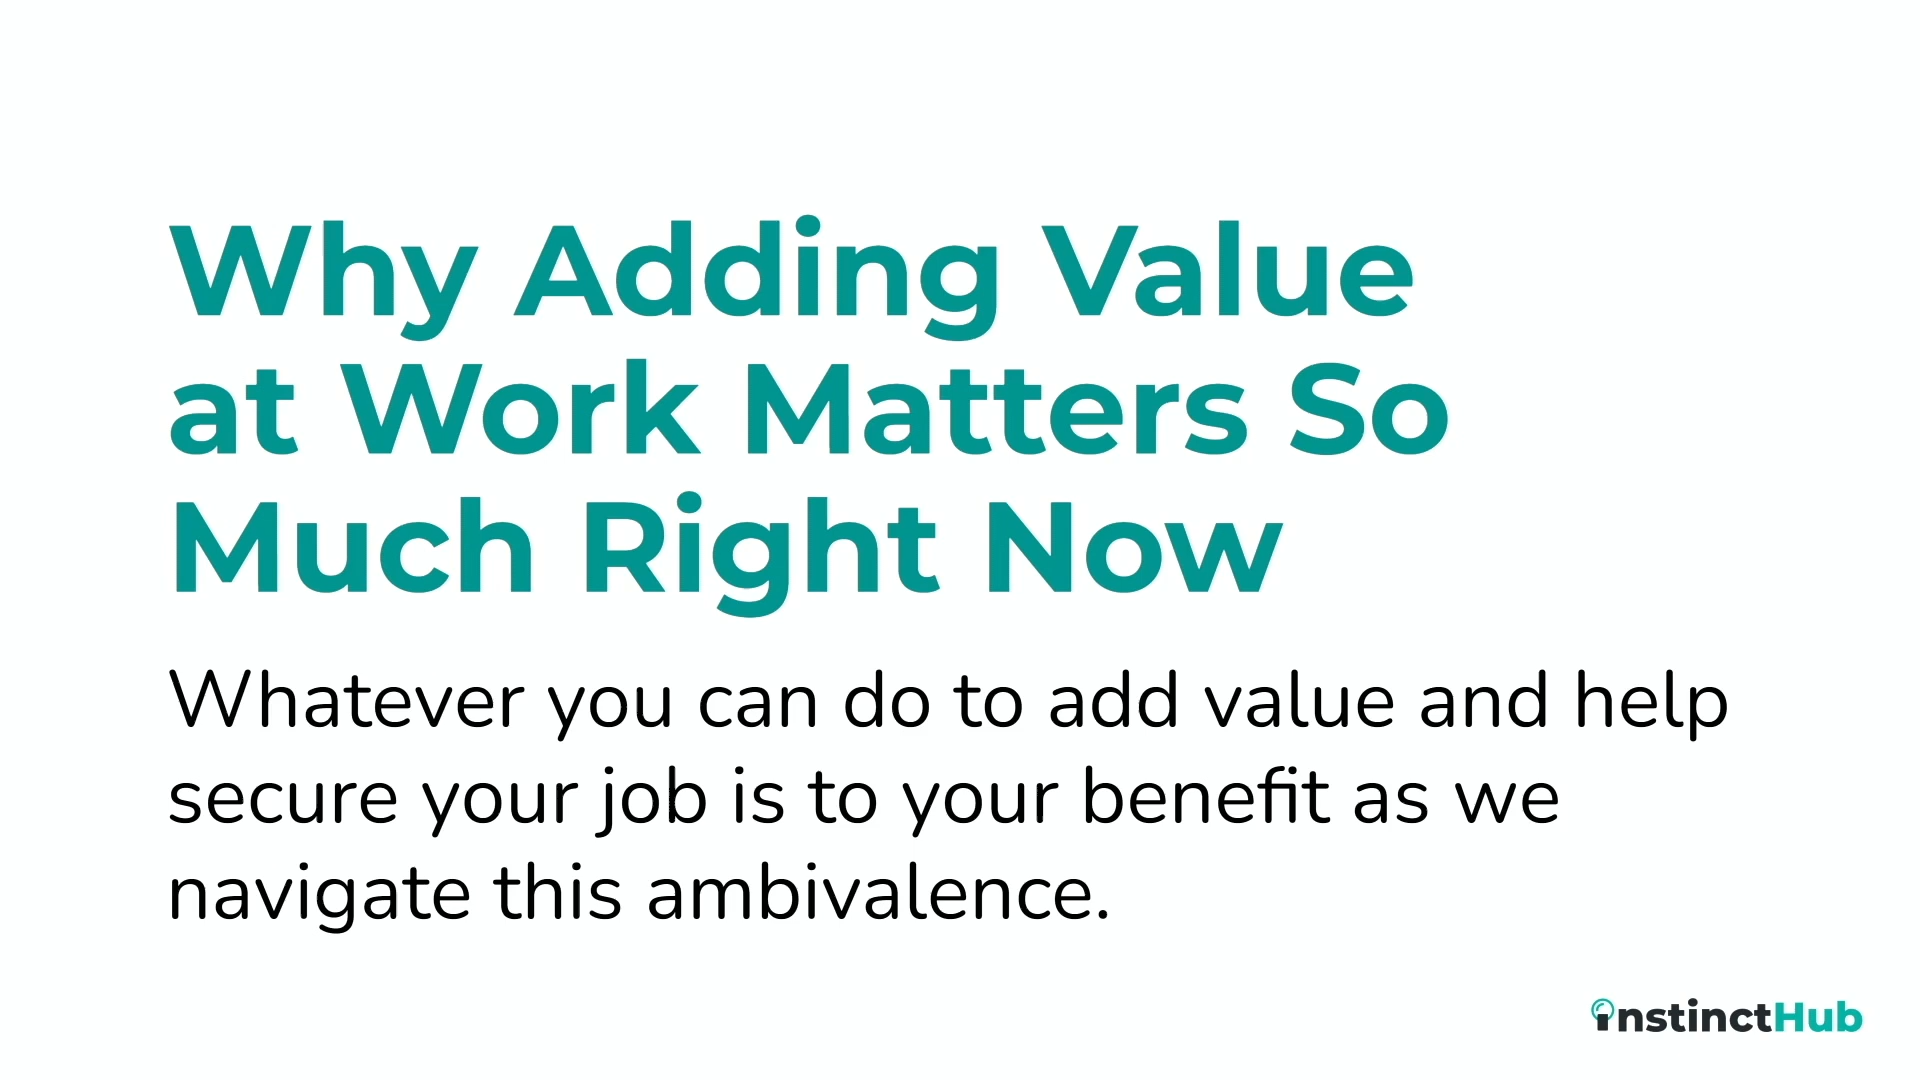 Why Adding Value
at Work Matters So
Much Right Now
Whatever you can do to add value and help
secure your job is to your benefit as we
navigate this ambivalence.
instinctHub